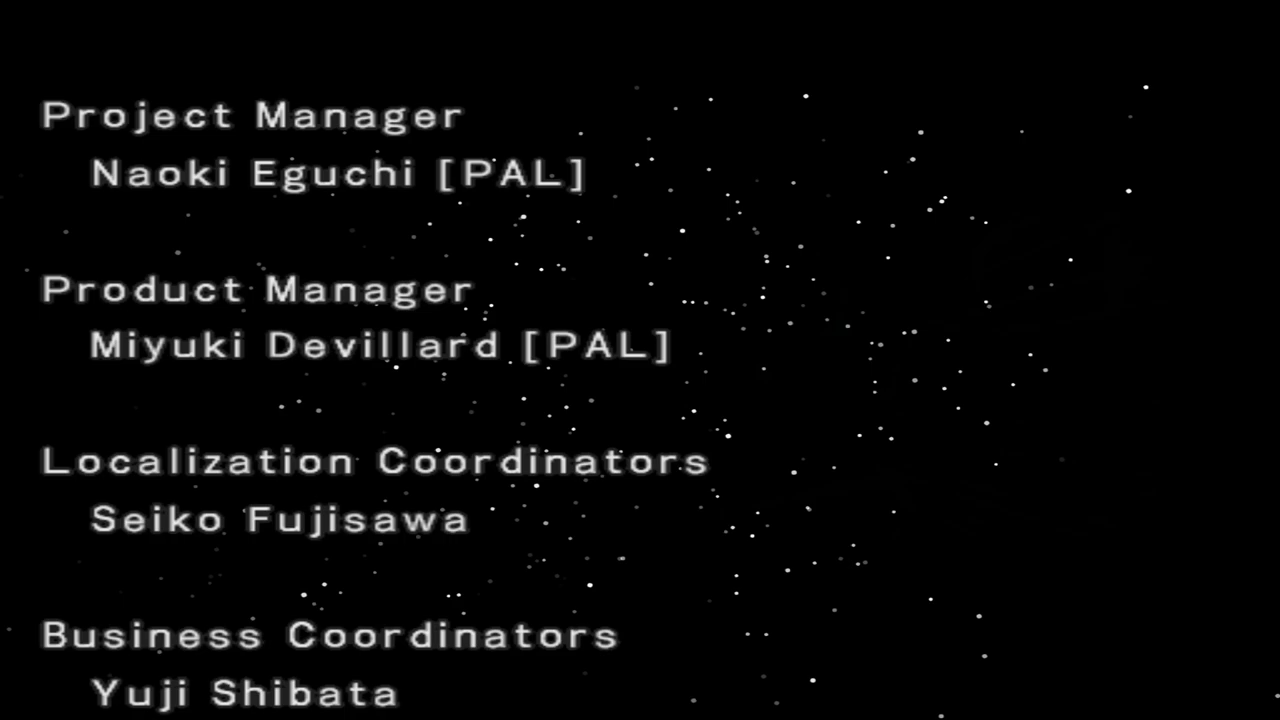 Project Manager
Naoki Eguchi [PAL]
Product Manager
Miyuki Devillard [PAL]
Localization Coordinators
Seiko Fujisawa
Business Coordinators
Yuji Shibata